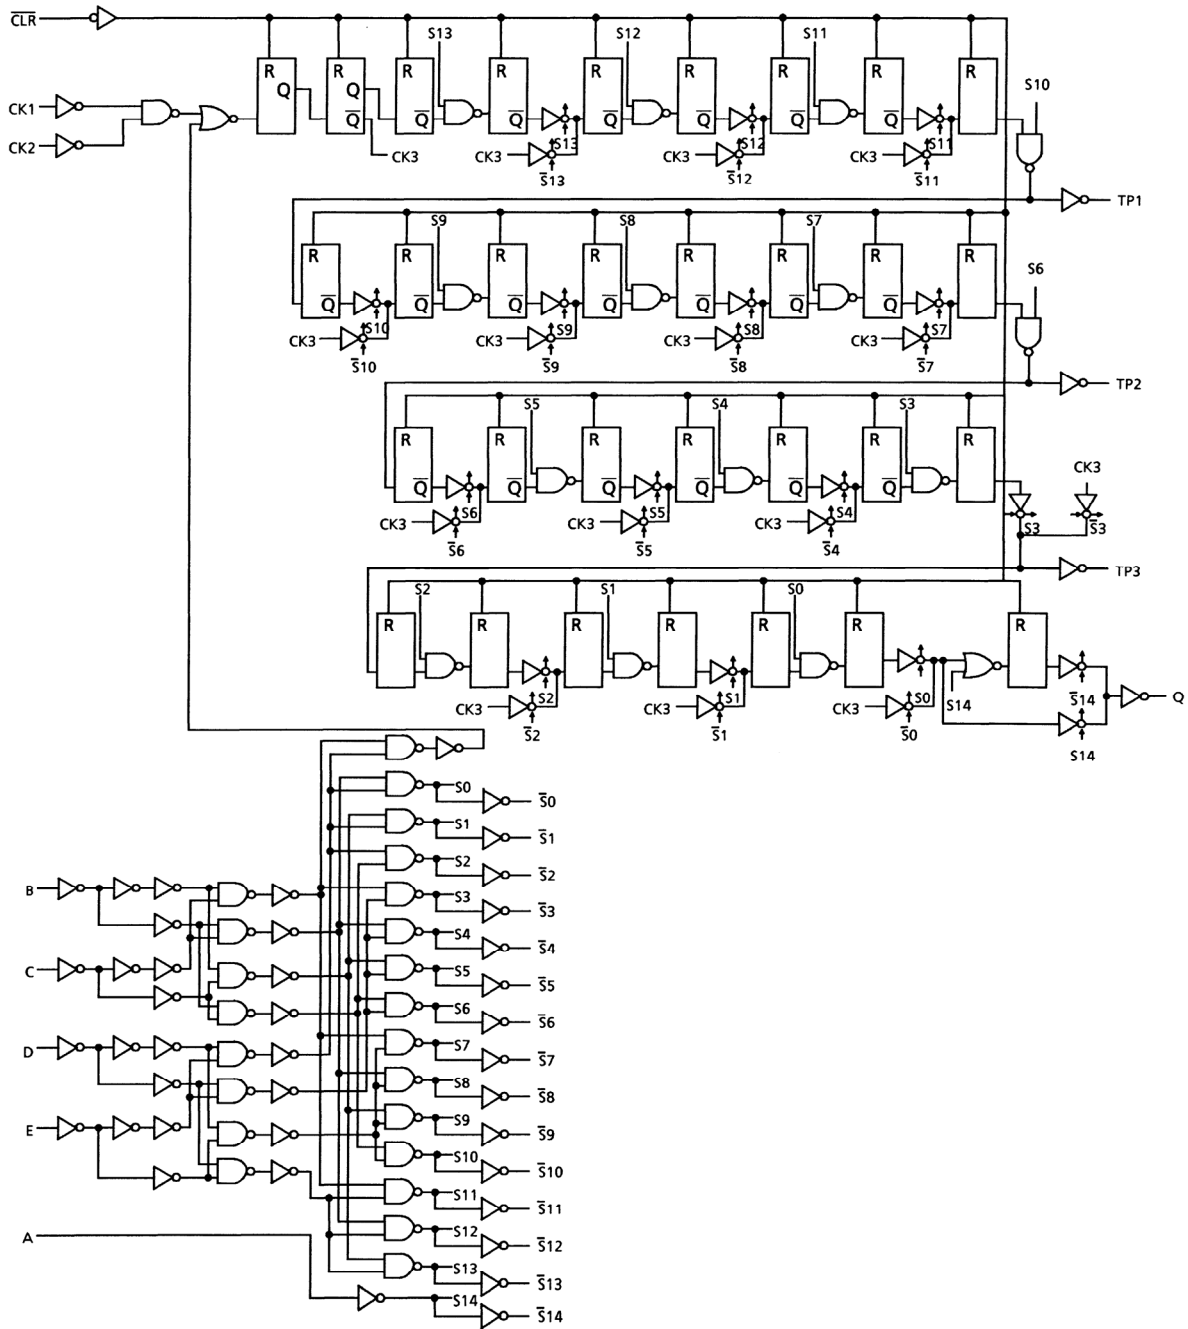 C̅L̅R̅
S13 S12 S11
R R R R R R R R R
Q S10
CK1
Q̅ Q̅ Q̅ Q̅ Q̅ Q̅ Q̅
CK2
S13 S12 S11
CK3 CK3 CK3 CK3
S̅13 S̅12 S̅11
TP1
S9 S8 S7
R R R R R R R R
S6
Q̅ Q̅ Q̅ Q̅ Q̅ Q̅ Q̅
S10 S9 S8 S7
CK3 CK3 CK3 CK3
S̅10 S̅9 S̅8 S̅7
TP2
S5 S4 S3
R R R R R R R
CK3
Q̅ Q̅ Q̅ Q̅ Q̅ Q̅
S6 S5 S4
CK3 CK3 CK3 S3 S̅3
S̅6 S̅5 S̅4
TP3
S2 S1 S0
R R R R R R R
S2 S1 S0 S14 S̅14 Q
CK3 CK3 CK3
S̅2 S̅1 S̅0
S14
S0
S̅0
S1
S̅1
S2
S̅2
B
S3
S̅3
S4
S̅4
C
S5
S̅5
S6
S̅6
D
S7
S̅7
S8
S̅8
E
S9
S̅9
S10
S̅10
S11
S̅11
A
S12
S̅12
S13
S̅13
S14
S̅14